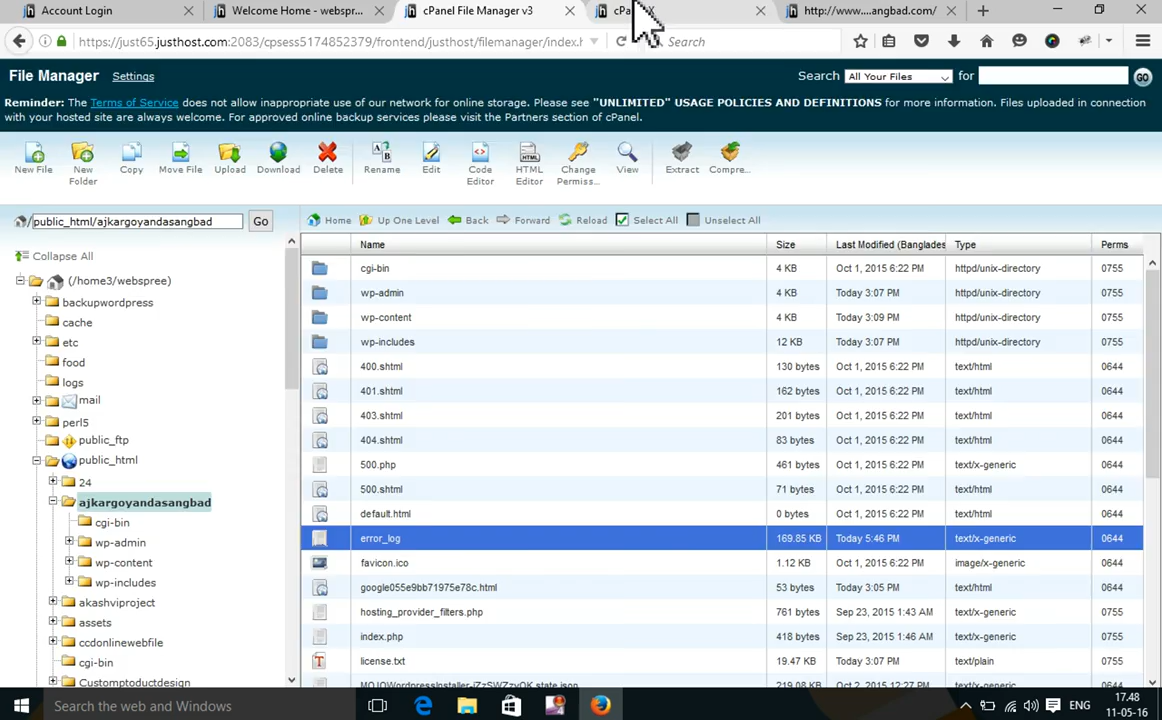 Account Login
Welcome Home - webspr...
cPanel File Manager v3
http://www....angbad.com/
https://just65.justhost.com:2083/cpsess5174852379/frontend/justhost/filemanager/index.h
Search
File Manager
Settings
Search
All Your Files
for
GO
Reminder: The Terms of Service does not allow inappropriate use of our network for online storage. Please see "UNLIMITED" USAGE POLICIES AND DEFINITIONS for more information. Files uploaded in connection
with your hosted site are always welcome. For approved online backup services please visit the Partners section of cPanel.
New File
New Folder
Copy
Move File
Upload
Download
Delete
Rename
Edit
Code Editor
HTML Editor
Change Permiss...
View
Extract
Compre...
/ public_html/ajkargoyandasangbad
Go
Home
Up One Level
Back
Forward
Reload
Select All
Unselect All
Collapse All
(/home3/webspree)
backupwordpress
cache
etc
food
logs
mail
perl5
public_ftp
public_html
24
ajkargoyandasangbad
cgi-bin
wp-admin
wp-content
wp-includes
akashviproject
assets
ccdonlinewebfile
cgi-bin
Customptoductdesign
Name Size Last Modified (Banglades Type Perms
cgi-bin 4 KB Oct 1, 2015 6:22 PM httpd/unix-directory 0755
wp-admin 4 KB Today 3:07 PM httpd/unix-directory 0755
wp-content 4 KB Today 3:09 PM httpd/unix-directory 0755
wp-includes 12 KB Today 3:07 PM httpd/unix-directory 0755
400.shtml 130 bytes Oct 1, 2015 6:22 PM text/html 0644
401.shtml 162 bytes Oct 1, 2015 6:22 PM text/html 0644
403.shtml 201 bytes Oct 1, 2015 6:22 PM text/html 0644
404.shtml 83 bytes Oct 1, 2015 6:22 PM text/html 0644
500.php 461 bytes Oct 1, 2015 6:22 PM text/x-generic 0644
500.shtml 71 bytes Oct 1, 2015 6:22 PM text/html 0644
default.html 0 bytes Oct 1, 2015 6:22 PM text/html 0644
error_log 169.85 KB Today 5:46 PM text/x-generic 0644
favicon.ico 1.12 KB Oct 1, 2015 6:22 PM image/x-generic 0644
google055e9bb71975e78c.html 53 bytes Today 3:05 PM text/html 0644
hosting_provider_filters.php 761 bytes Sep 23, 2015 1:43 AM text/x-generic 0755
index.php 418 bytes Sep 23, 2015 1:46 AM text/x-generic 0644
license.txt 19.47 KB Today 3:07 PM text/plain 0644
219.08 KB Oct 2, 2015 12:27 PM text/x-generic 0644
Search the web and Windows
ENG
17.48
11-05-16